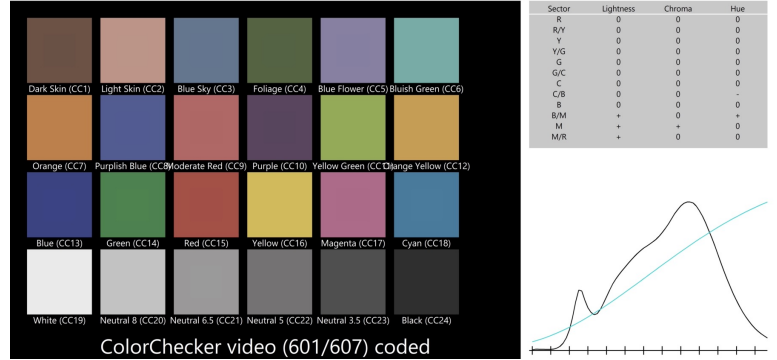 Dark Skin (CC1) Light Skin (CC2) Blue Sky (CC3) Foliage (CC4) Blue Flower (CC5) Bluish Green (CC6)
Orange (CC7) Purplish Blue (CC8) Moderate Red (CC9) Purple (CC10) Yellow Green (CC11) Orange Yellow (CC12)
Blue (CC13) Green (CC14) Red (CC15) Yellow (CC16) Magenta (CC17) Cyan (CC18)
White (CC19) Neutral 8 (CC20) Neutral 6.5 (CC21) Neutral 5 (CC22) Neutral 3.5 (CC23) Black (CC24)
ColorChecker video (601/607) coded
Sector Lightness Chroma Hue
R 0 0 0
R/Y 0 0 0
Y 0 0 0
Y/G 0 0 0
G 0 0 0
G/C 0 0 0
C 0 0 0
C/B 0 0 -
B 0 0 0
B/M + 0 +
M + + 0
M/R + 0 0